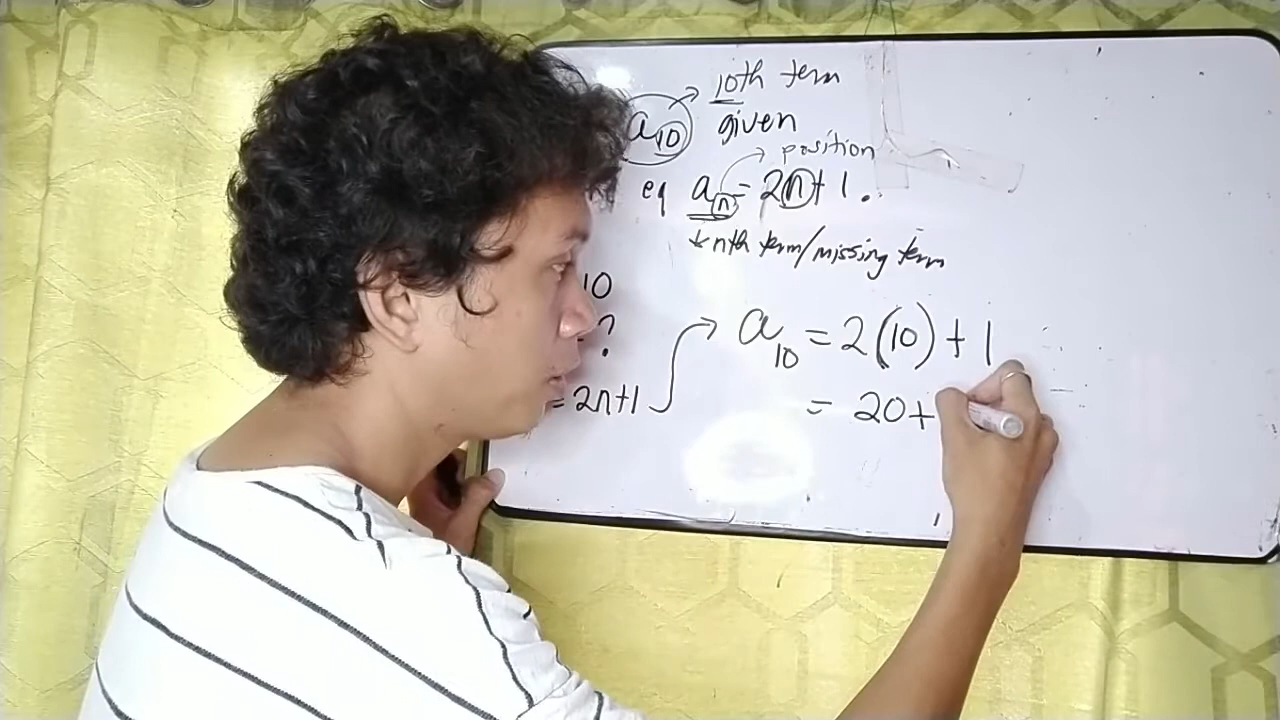 a10 → 10th term
given
→ position
eq an = 2n + 1.
nth term/missing term
10
?
= 2n+1 → a10 = 2(10) + 1
= 20+